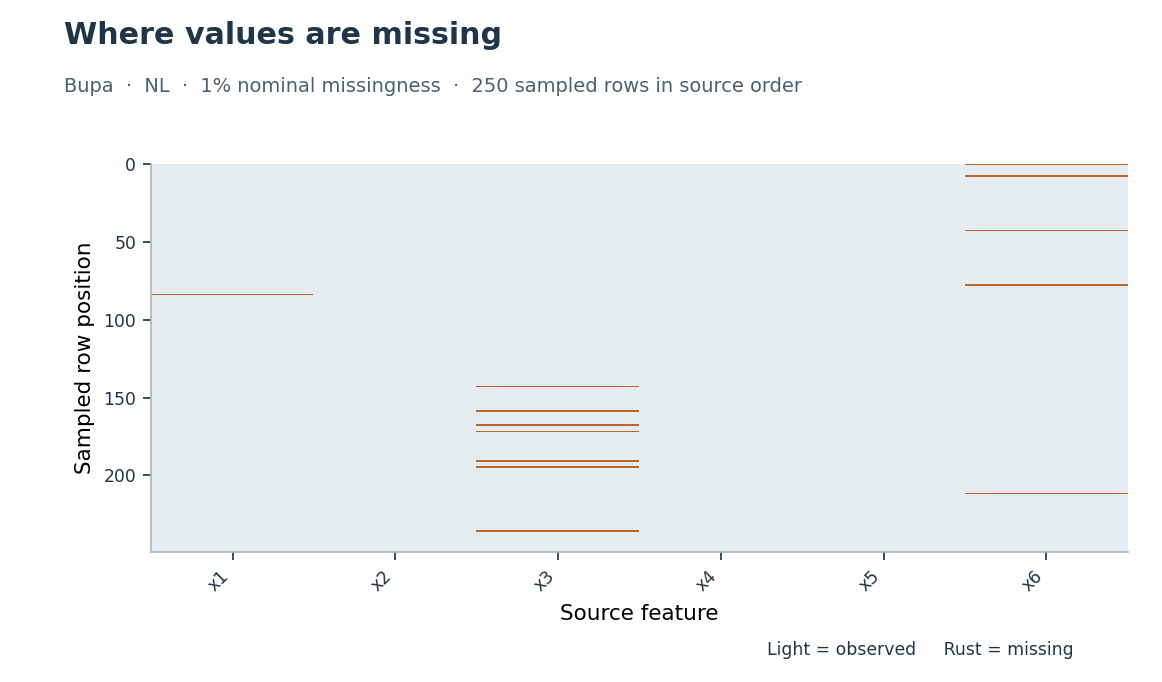 Where values are missing
Bupa · NL · 1% nominal missingness · 250 sampled rows in source order
0
50
100
150
200
Sampled row position
x1 x2 x3 x4 x5 x6
Source feature
Light = observed Rust = missing